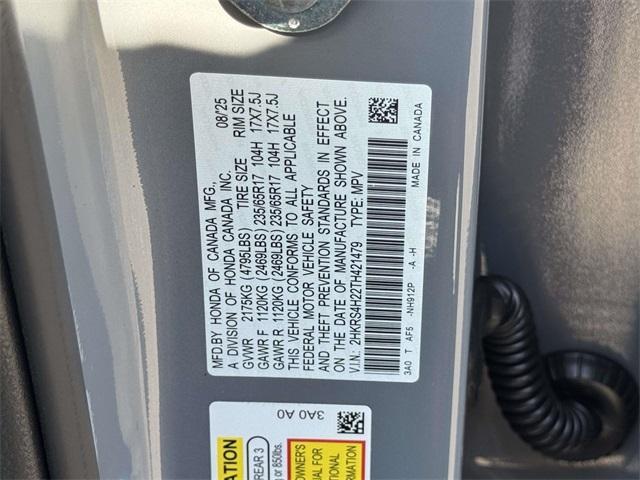 MFD.BY HONDA OF CANADA MFG., 08/25
A DIVISION OF HONDA CANADA INC.
GVWR 2175KG (4795LBS) TIRE SIZE RIM SIZE
GAWR F 1120KG (2469LBS) 235/65R17 104H 17X7.5J
GAWR R 1120KG (2469LBS) 235/65R17 104H 17X7.5J
THIS VEHICLE CONFORMS TO ALL APPLICABLE
FEDERAL MOTOR VEHICLE SAFETY
AND THEFT PREVENTION STANDARDS IN EFFECT
ON THE DATE OF MANUFACTURE SHOWN ABOVE.
V.I.N: 2HKRS4H22TH421479 TYPE: MPV
3A0 T AF5 -NH912P -A -H MADE IN CANADA
3A0 A0
REAR 3
or 850lbs.
OWNER'S